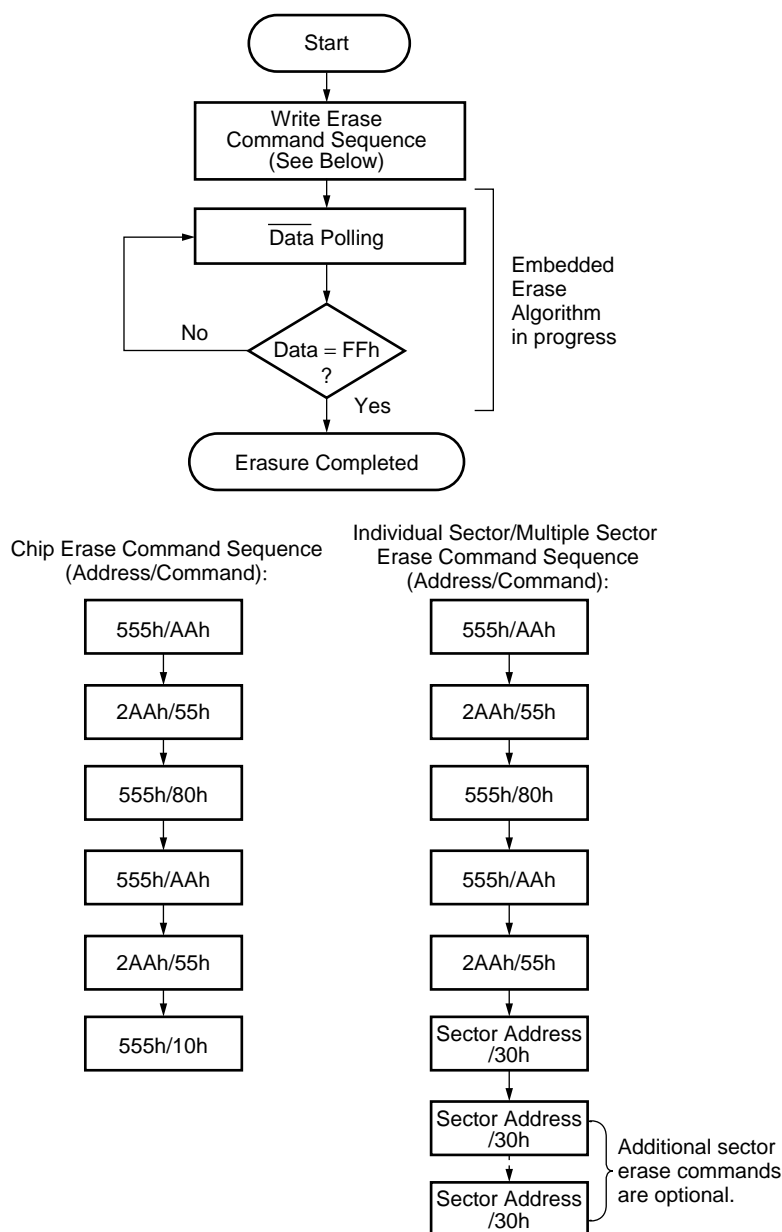 Start
Write Erase
Command Sequence
(See Below)
Data Polling
No
Data = FFh
?
Yes
Embedded
Erase
Algorithm
in progress
Erasure Completed
Chip Erase Command Sequence
(Address/Command):
555h/AAh
2AAh/55h
555h/80h
555h/AAh
2AAh/55h
555h/10h
Individual Sector/Multiple Sector
Erase Command Sequence
(Address/Command):
555h/AAh
2AAh/55h
555h/80h
555h/AAh
2AAh/55h
Sector Address
/30h
Sector Address
/30h
Sector Address
/30h
Additional sector
erase commands
are optional.